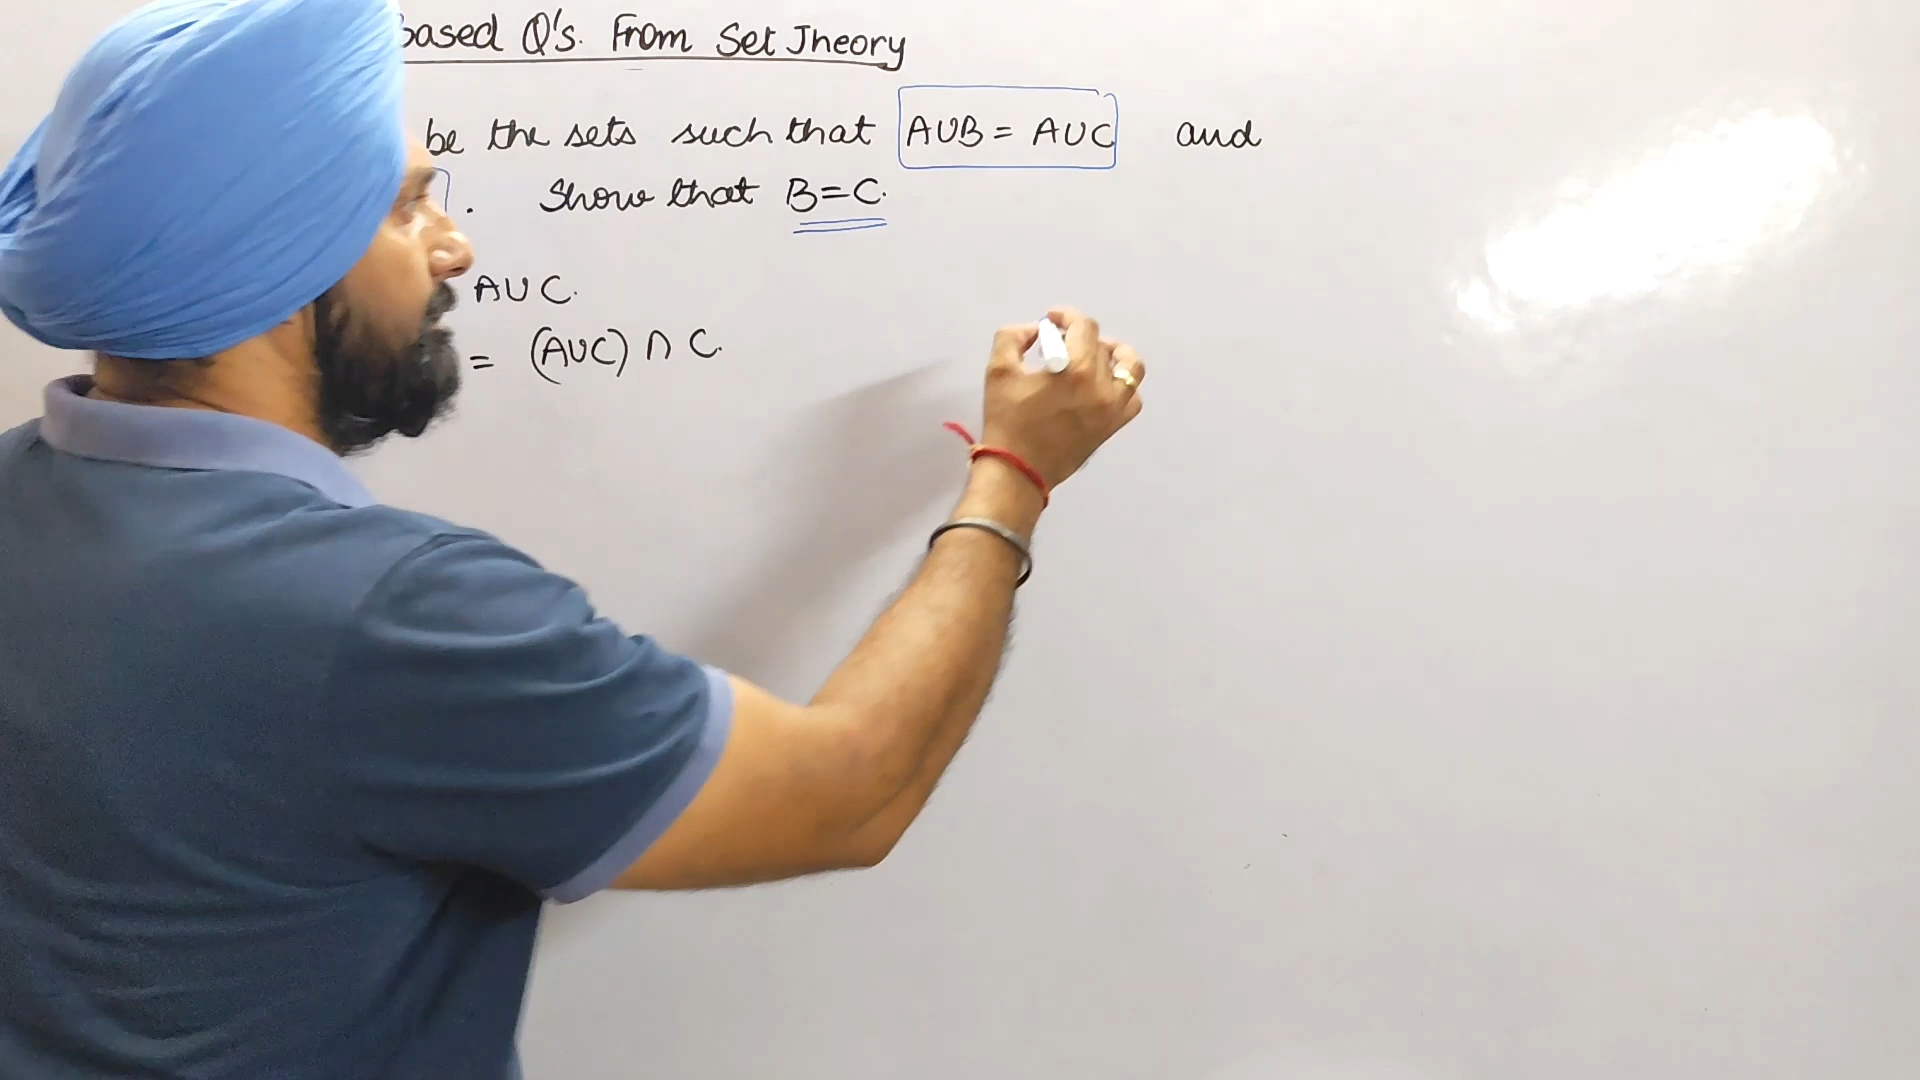 Based Q's. From Set Theory
be the sets such that AUB = AUC and
. Show that B=C.
AUC.
= (AUC) ∩ C.